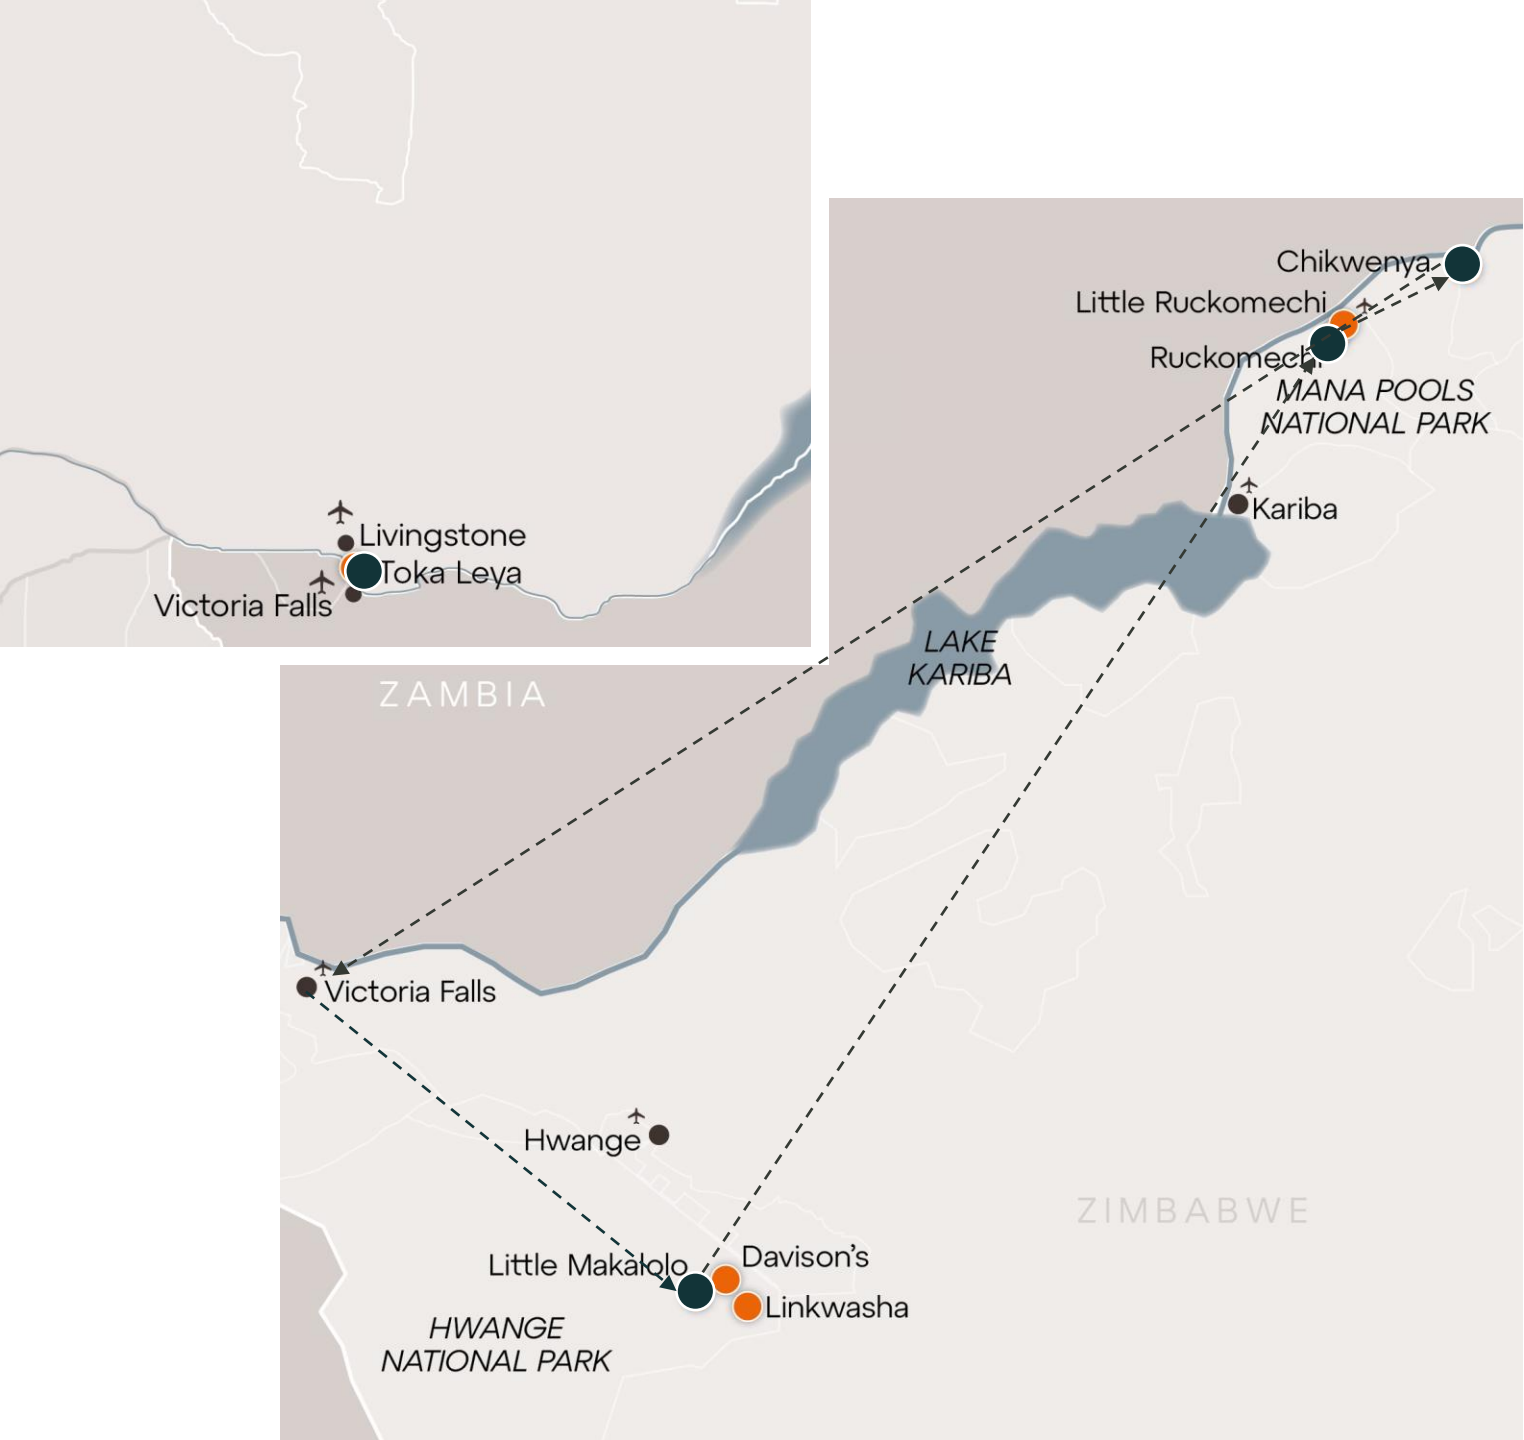 Livingstone
Toka Leya
Victoria Falls
Chikwenya
Little Ruckomechi
Ruckomechi
MANA POOLS
NATIONAL PARK
Kariba
LAKE
KARIBA
ZAMBIA
Victoria Falls
Hwange
ZIMBABWE
Little Makalolo
Davison's
Linkwasha
HWANGE
NATIONAL PARK